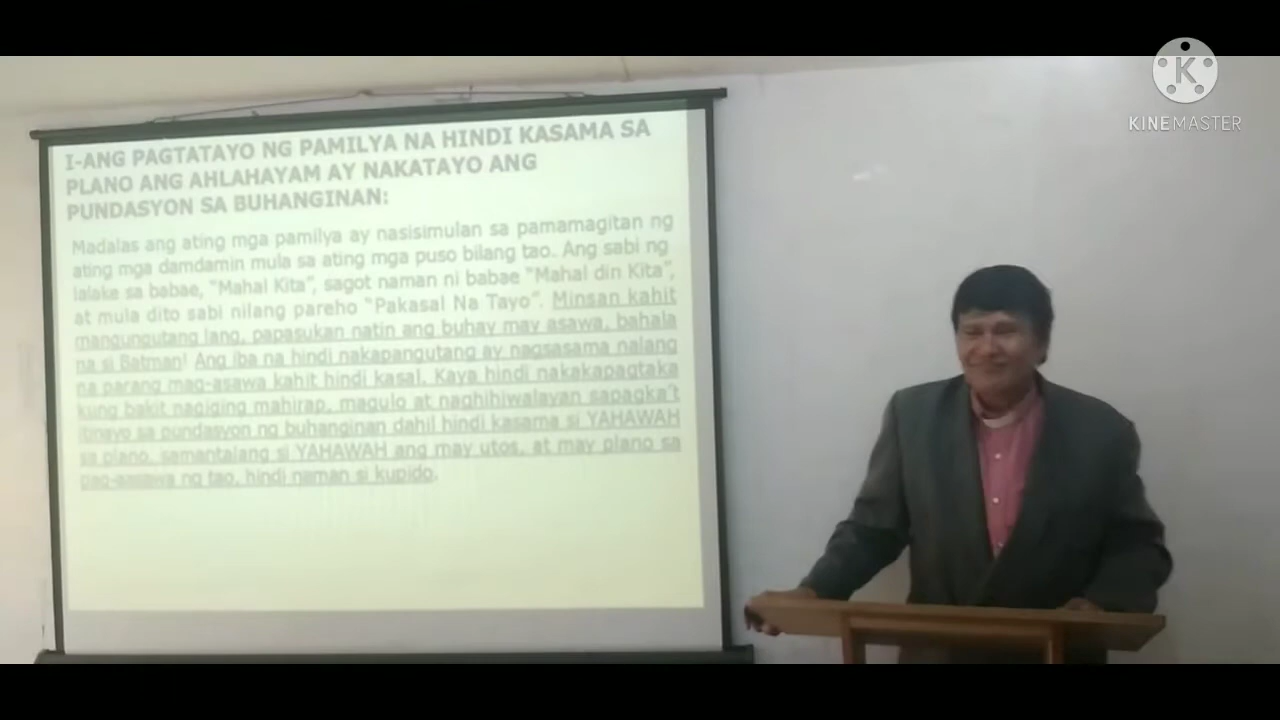 I-ANG PAGTATAYO NG PAMILYA NA HINDI KASAMA SA
PLANO ANG AHLAHAYAM AY NAKATAYO ANG
PUNDASYON SA BUHANGINAN:
Madalas ang ating mga pamilya ay nasisimulan sa pamamagitan ng
ating mga damdamin mula sa ating mga puso bilang tao. Ang sabi ng
lalake sa babae, “Mahal Kita”, sagot naman ni babae “Mahal din Kita”,
at mula dito sabi nilang pareho “Pakasal Na Tayo”. Minsan kahit
mangungutang lang, papasukan natin ang buhay may asawa, bahala
na si Batman! Ang iba na hindi nakapangutang ay nagsasama nalang
na parang mag-asawa kahit hindi kasal. Kaya hindi nakakapagtaka
kung bakit nagiging mahirap, magulo at naghihiwalayan sapagka´t
itinayo sa pundasyon ng buhanginan dahil hindi kasama si YAHAWAH
sa plano, samantalang si YAHAWAH ang may utos, at may plano sa
pag-aasawa ng tao, hindi naman si kupido.
K
KINEMASTER